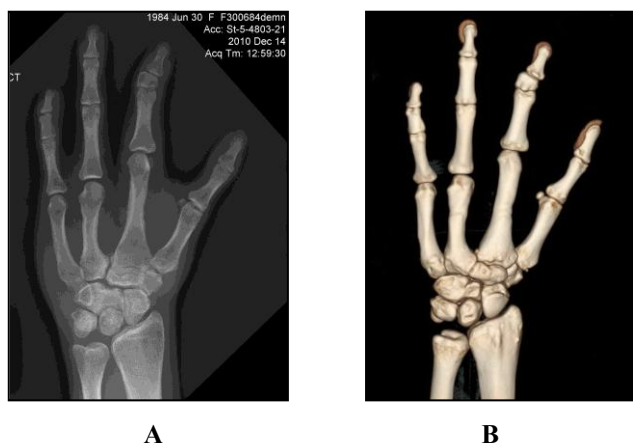 1984 Jun 30 F F300684demn
Acc: St-5-4803-21
2010 Dec 14
Acq Tm: 12:59:30
CT
A
B